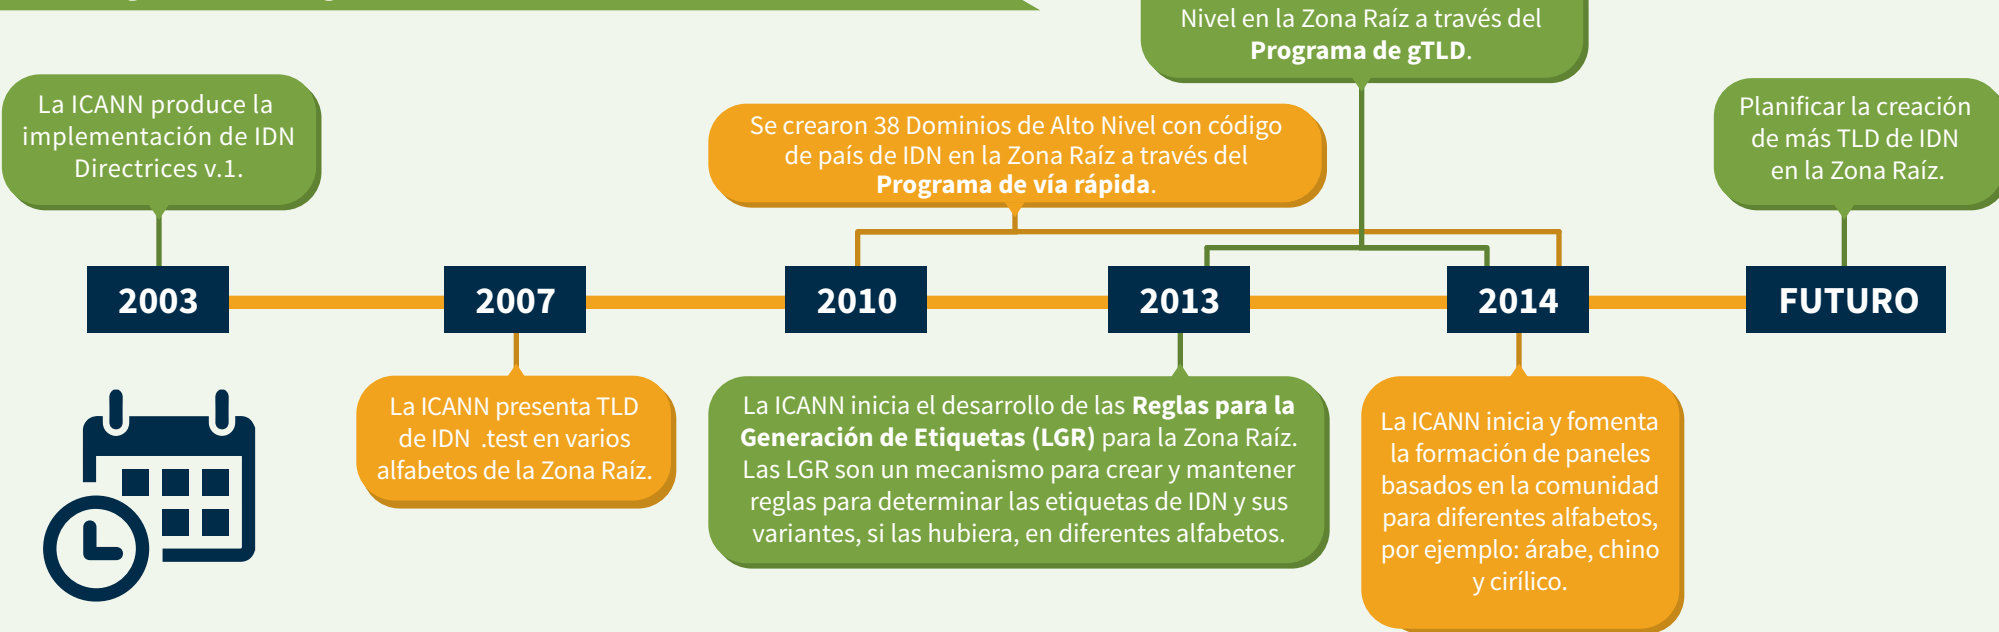 Nivel en la Zona Raíz a través del
Programa de gTLD.
La ICANN produce la
implementación de IDN
Directrices v.1.
Se crearon 38 Dominios de Alto Nivel con código
de país de IDN en la Zona Raíz a través del
Programa de vía rápida.
Planificar la creación
de más TLD de IDN
en la Zona Raíz.
2003
2007
2010
2013
2014
FUTURO
La ICANN presenta TLD
de IDN .test en varios
alfabetos de la Zona Raíz.
La ICANN inicia el desarrollo de las Reglas para la
Generación de Etiquetas (LGR) para la Zona Raíz.
Las LGR son un mecanismo para crear y mantener
reglas para determinar las etiquetas de IDN y sus
variantes, si las hubiera, en diferentes alfabetos.
La ICANN inicia y fomenta
la formación de paneles
basados en la comunidad
para diferentes alfabetos,
por ejemplo: árabe, chino
y cirílico.